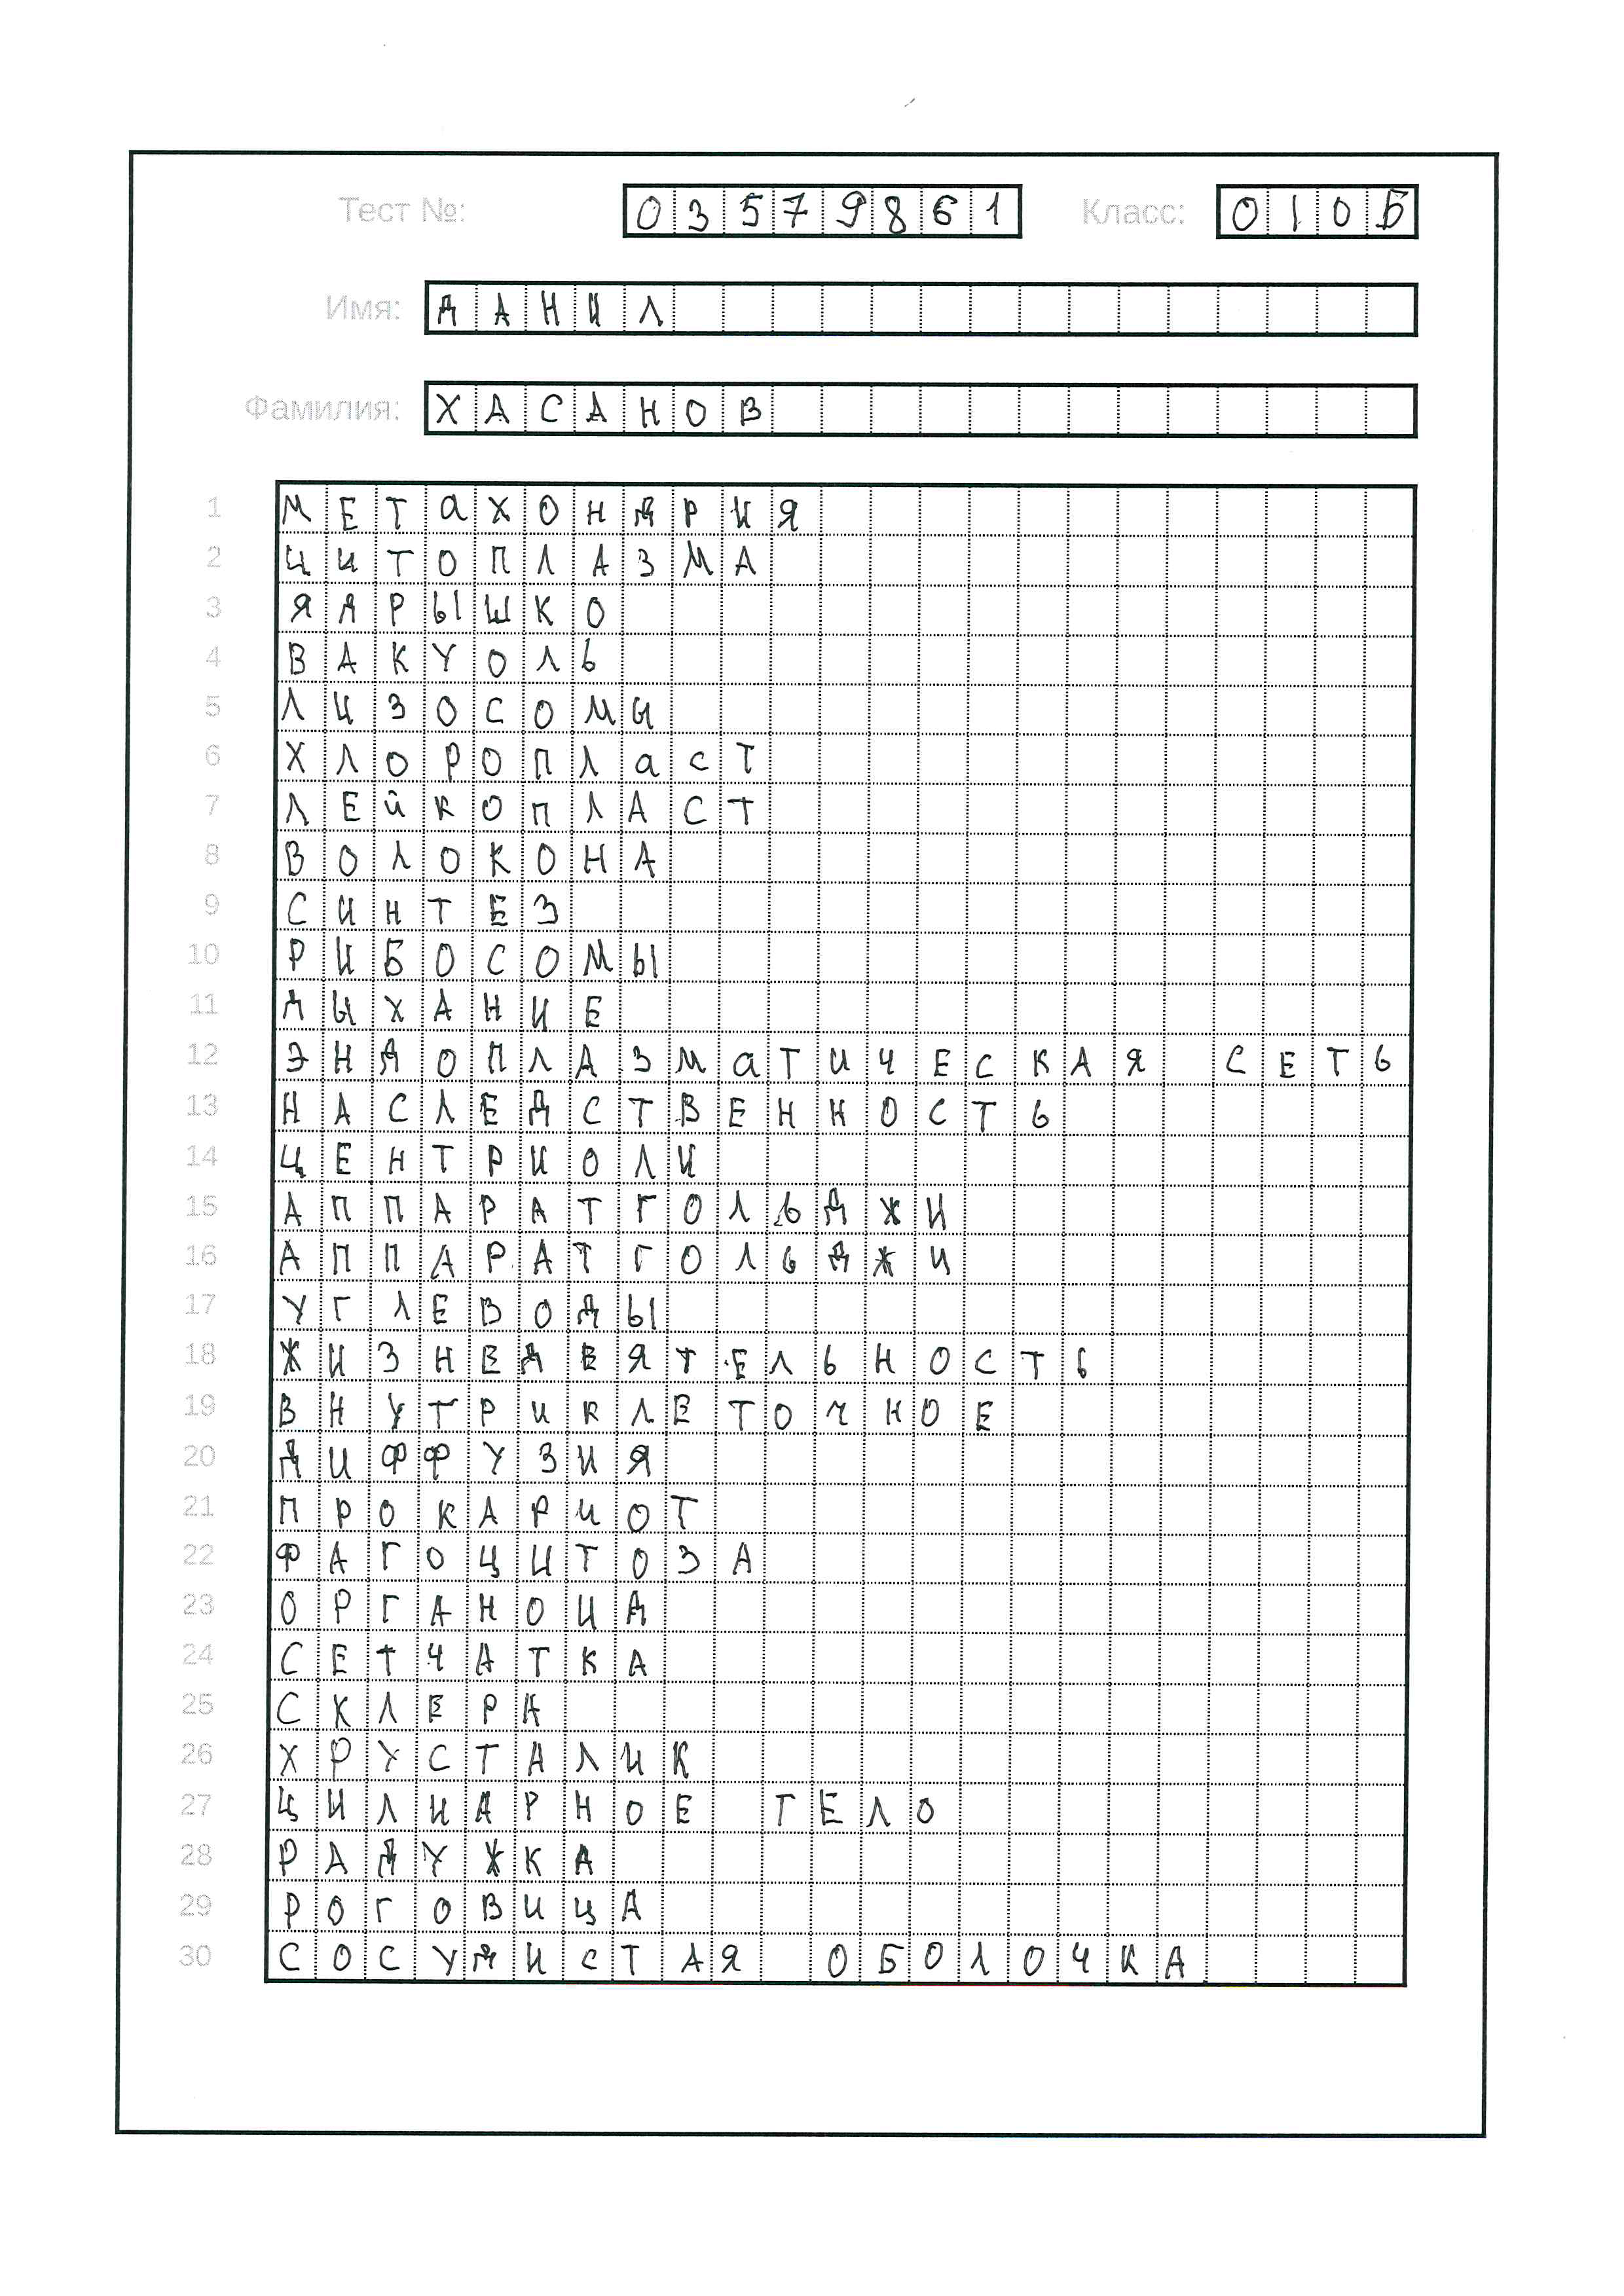 Тест №: 03579861 Класс: 010Б
Имя: ДАНИЛ
Фамилия: ХАСАНОВ
1 МЕТАХОНДРИЯ
2 ЦИТОПЛАЗМА
3 ЯДРЫШКО
4 ВАКУОЛЬ
5 ЛИЗОСОМЫ
6 ХЛОРОПЛАСТ
7 ЛЕЙКОПЛАСТ
8 ВОЛОКОНА
9 СИНТЕЗ
10 РИБОСОМЫ
11 ДЫХАНИЕ
12 ЭНДОПЛАЗМАТИЧЕСКАЯ СЕТЬ
13 НАСЛЕДСТВЕННОСТЬ
14 ЦЕНТРИОЛИ
15 АППАРАТГОЛЬДЖИ
16 АППАРАТГОЛЬДЖИ
17 УГЛЕВОДЫ
18 ЖИЗНЕДЕЯТЕЛЬНОСТЬ
19 ВНУТРИКЛЕТОЧНОЕ
20 ДИФФУЗИЯ
21 ПРОКАРИОТ
22 ФАГОЦИТОЗА
23 ОРГАНОИД
24 СЕТЧАТКА
25 СКЛЕРА
26 ХРУСТАЛИК
27 ЦИЛИАРНОЕ ТЕЛО
28 РАДУЖКА
29 РОГОВИЦА
30 СОСУДИСТАЯ ОБОЛОЧКА